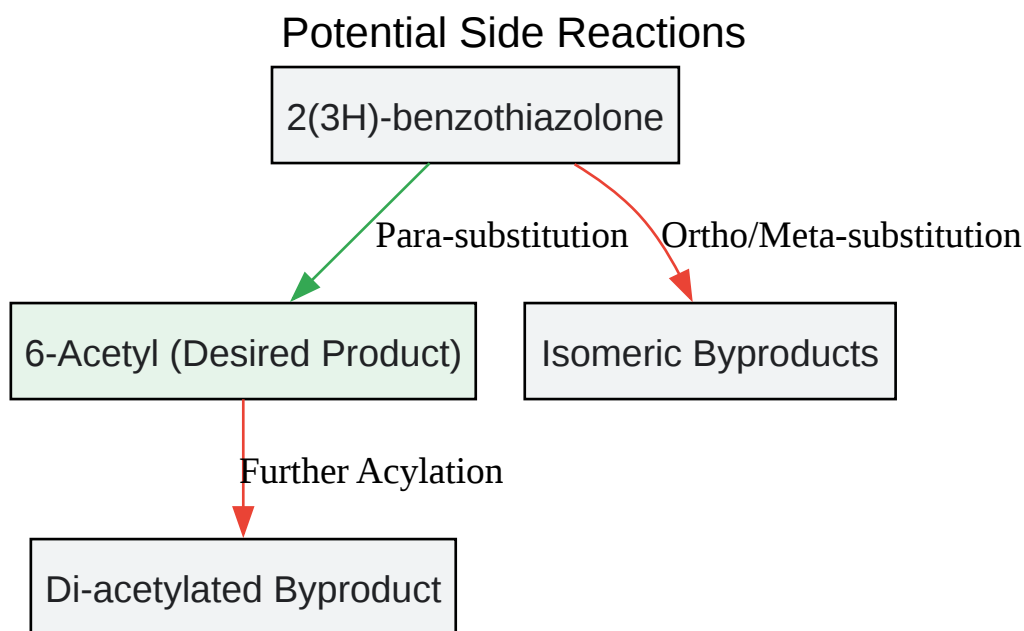 Potential Side Reactions
2(3H)-benzothiazolone
Para-substitution
Ortho/Meta-substitution
6-Acetyl (Desired Product)
Isomeric Byproducts
Further Acylation
Di-acetylated Byproduct